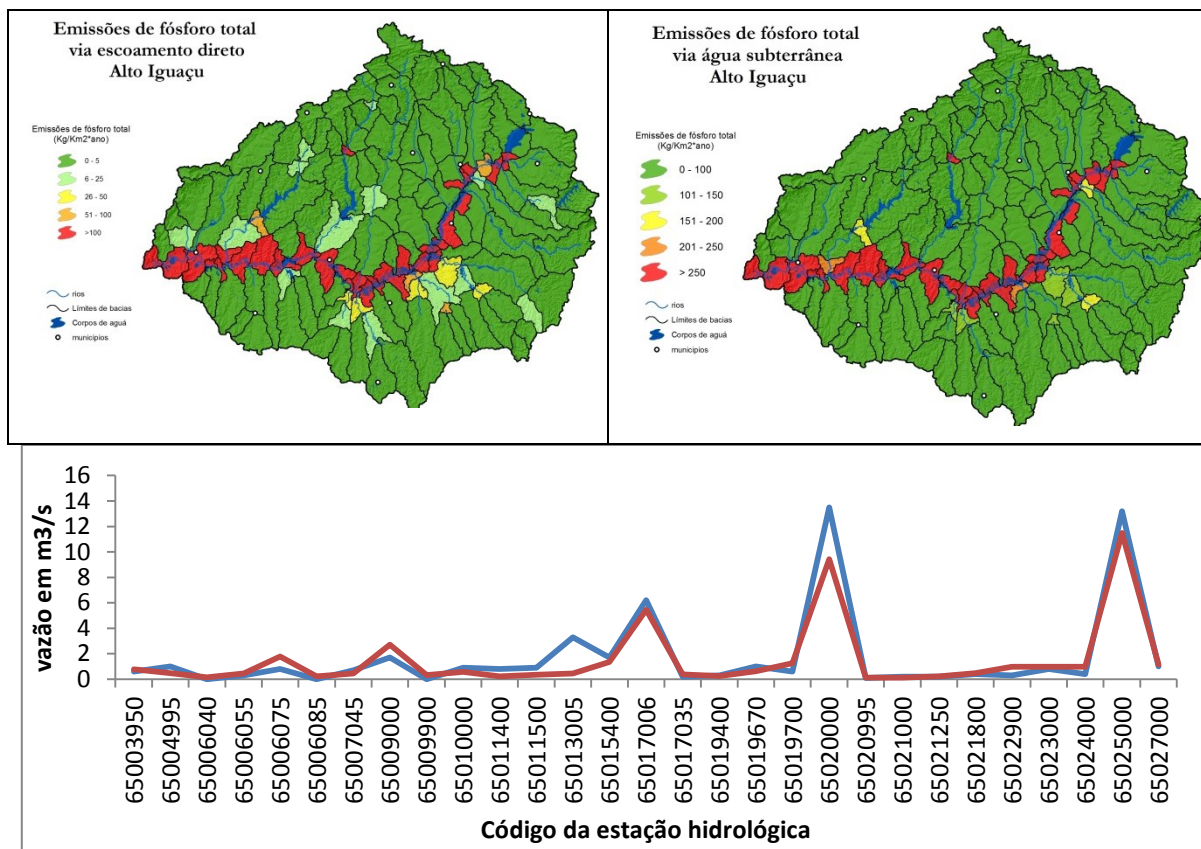 Emissões de fósforo total
via escoamento direto
Alto Iguaçu
Emissões de fósforo total
(Kg/Km2*ano)
0 - 5
6 - 25
26 - 50
51 - 100
>100
rios
Límites de bacias
Corpos de aguá
municípios
Emissões de fósforo total
via água subterrânea
Alto Iguaçu
Emissões de fósforo total
(Kg/Km2*ano)
0 - 100
101 - 150
151 - 200
201 - 250
> 250
rios
Límites de bacias
Corpos de aguá
municípios
vazão em m3/s
16
14
12
10
8
6
4
2
0
65003950
65004995
65006040
65006055
65006075
65006085
65007045
65009000
65009900
65010000
65011400
65011500
65013005
65015400
65017006
65017035
65019400
65019670
65019700
65020000
65020995
65021000
65021250
65021800
65022900
65023000
65024000
65025000
65027000
Código da estação hidrológica